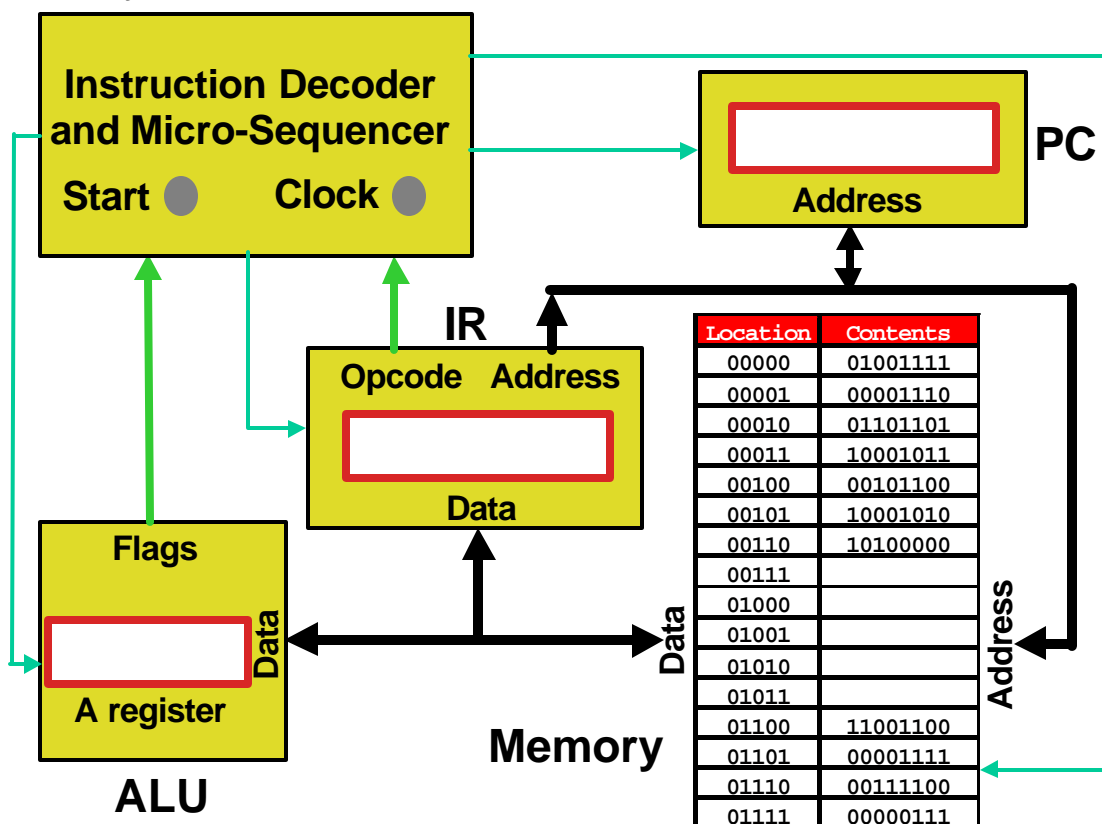 Instruction Decoder
and Micro-Sequencer
Start Clock
PC
Address
IR
Opcode Address
Data
Flags
Data
A register
ALU
Location Contents
00000 01001111
00001 00001110
00010 01101101
00011 10001011
00100 00101100
00101 10001010
00110 10100000
00111
01000
01001
01010
01011
01100 11001100
01101 00001111
01110 00111100
01111 00000111
Data
Address
Memory